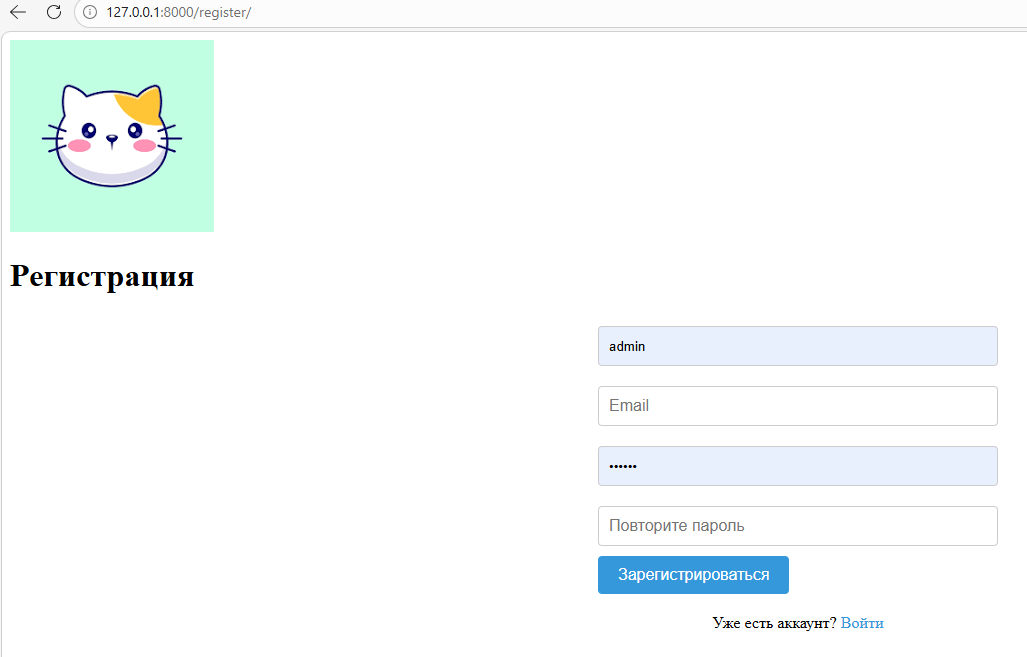 127.0.0.1:8000/register/
Регистрация
admin
Email
••••••
Повторите пароль
Зарегистрироваться
Уже есть аккаунт? Войти